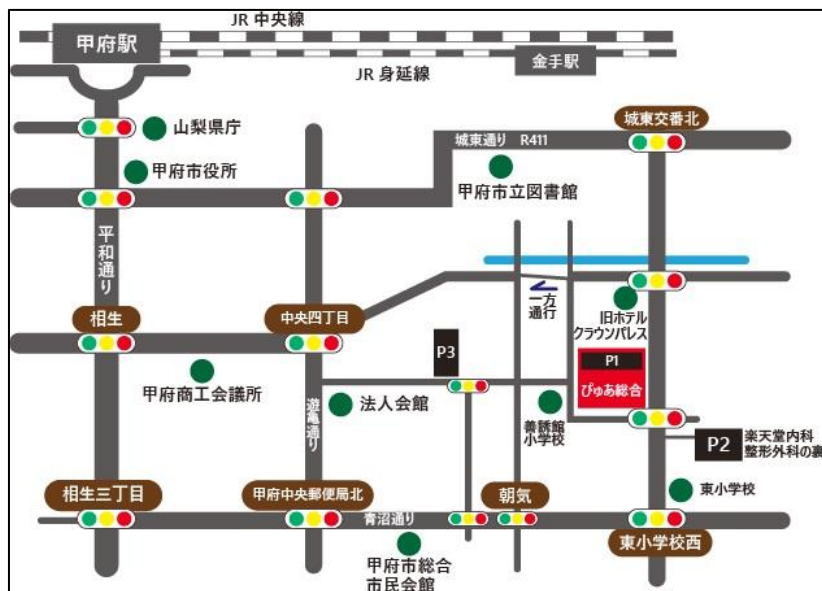 JR 中央線
甲府駅
JR 身延線
金手駅
山梨県庁
城東交番北
城東通り R411
甲府市役所
甲府市立図書館
平和通り
一方
通行
旧ホテル
クラウンパレス
相生
中央四丁目
P3
P1
ぴゅあ総合
甲府商工会議所
遊亀通り
法人会館
善誘館
小学校
P2
楽天堂内科
整形外科の裏
相生三丁目
甲府中央郵便局北
朝気
東小学校
青沼通り
東小学校西
甲府市総合
市民会館